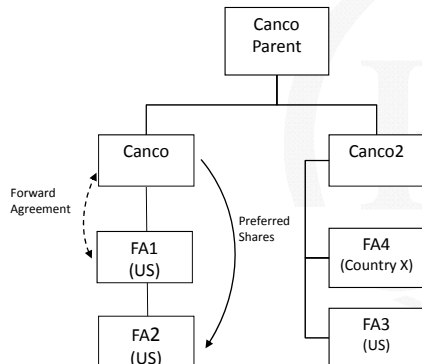 Canco
Parent
Canco
Canco2
Forward
Agreement
Preferred
Shares
FA1
(US)
FA4
(Country X)
FA2
(US)
FA3
(US)